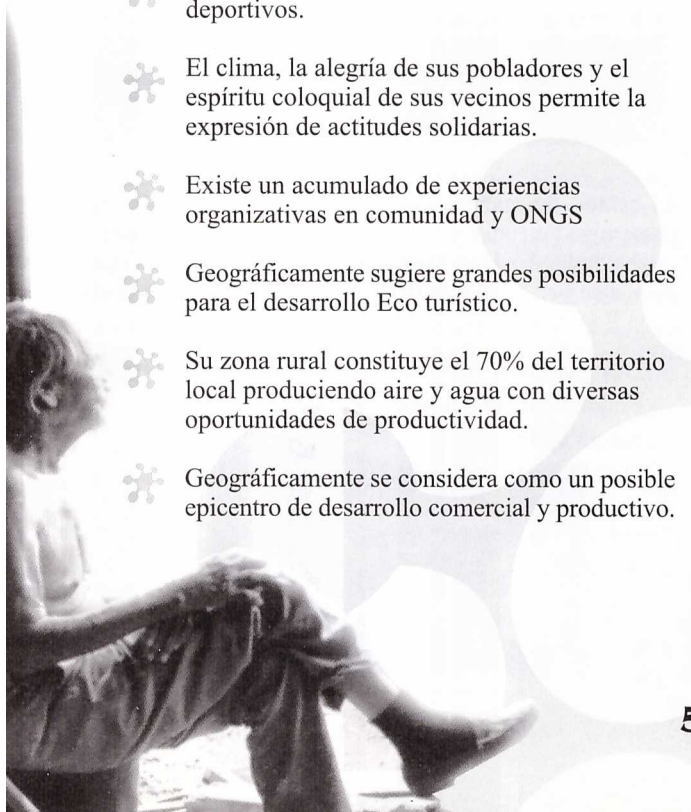 deportivos.
El clima, la alegría de sus pobladores y el
espíritu coloquial de sus vecinos permite la
expresión de actitudes solidarias.
Existe un acumulado de experiencias
organizativas en comunidad y ONGS
Geográficamente sugiere grandes posibilidades
para el desarrollo Eco turístico.
Su zona rural constituye el 70% del territorio
local produciendo aire y agua con diversas
oportunidades de productividad.
Geográficamente se considera como un posible
epicentro de desarrollo comercial y productivo.
5